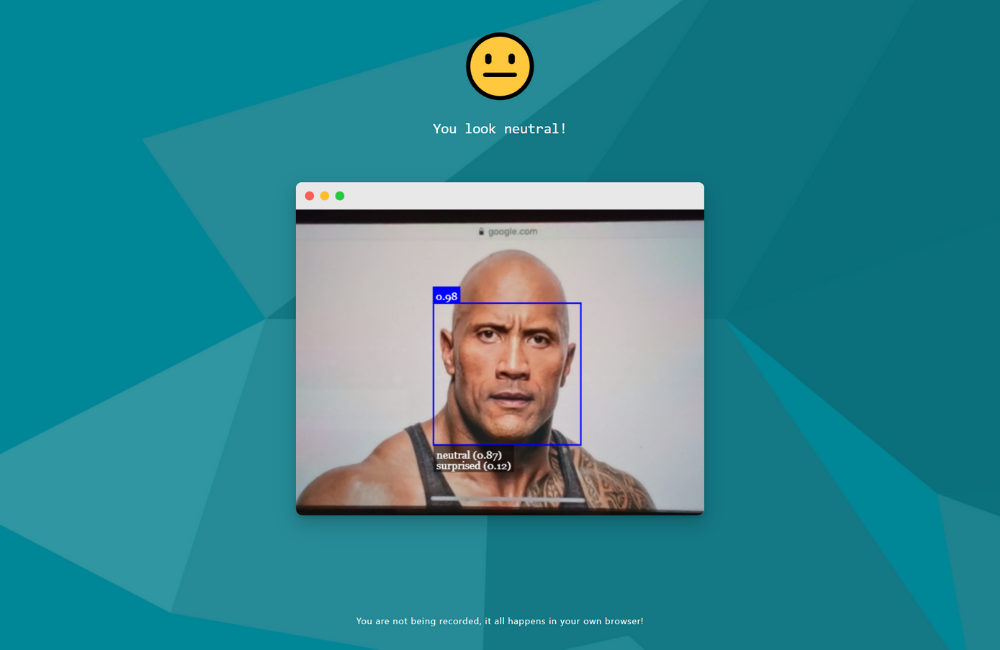 You look neutral!
google.com
0.98
neutral (0.87)
surprised (0.12)
You are not being recorded, it all happens in your own browser!